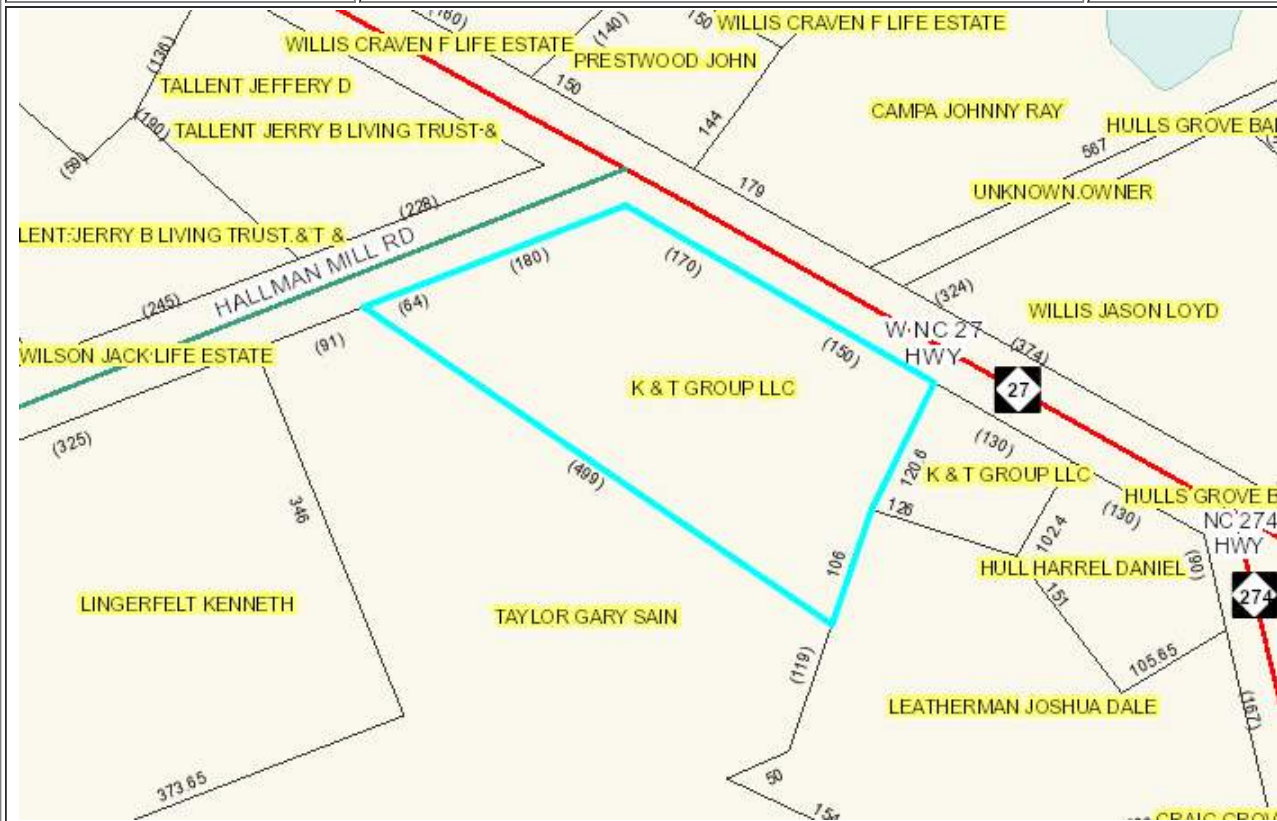 (160)
150
WILLIS CRAVEN F LIFE ESTATE
(136)
WILLIS CRAVEN F LIFE ESTATE
(140)
PRESTWOOD JOHN
TALLENT JEFFERY D
150
CAMPA JOHNNY RAY
(190)
TALLENT JERRY B LIVING TRUST-&
144
HULLS GROVE BA
567
(59)
179
UNKNOWN.OWNER
(228)
LENT:JERRY B LIVING TRUST.&'T &
HALLMAN MILL RD
(180)
(170)
(245)
(64)
(324)
WILLIS JASON LOYD
W NC 27
HWY
(91)
(150)
(374)
WILSON JACK LIFE ESTATE
K & T GROUP LLC
27
(325)
(130)
(499)
120.6
K & T GROUP LLC
346
126
HULLS GROVE B
(130)
NC 274
HWY
102.4
106
(90)
HULL HARREL DANIEL
151
274
LINGERFELT KENNETH
TAYLOR GARY SAIN
(119)
105.65
LEATHERMAN JOSHUA DALE
(167)
373.65
50
154
CRAIG GROV